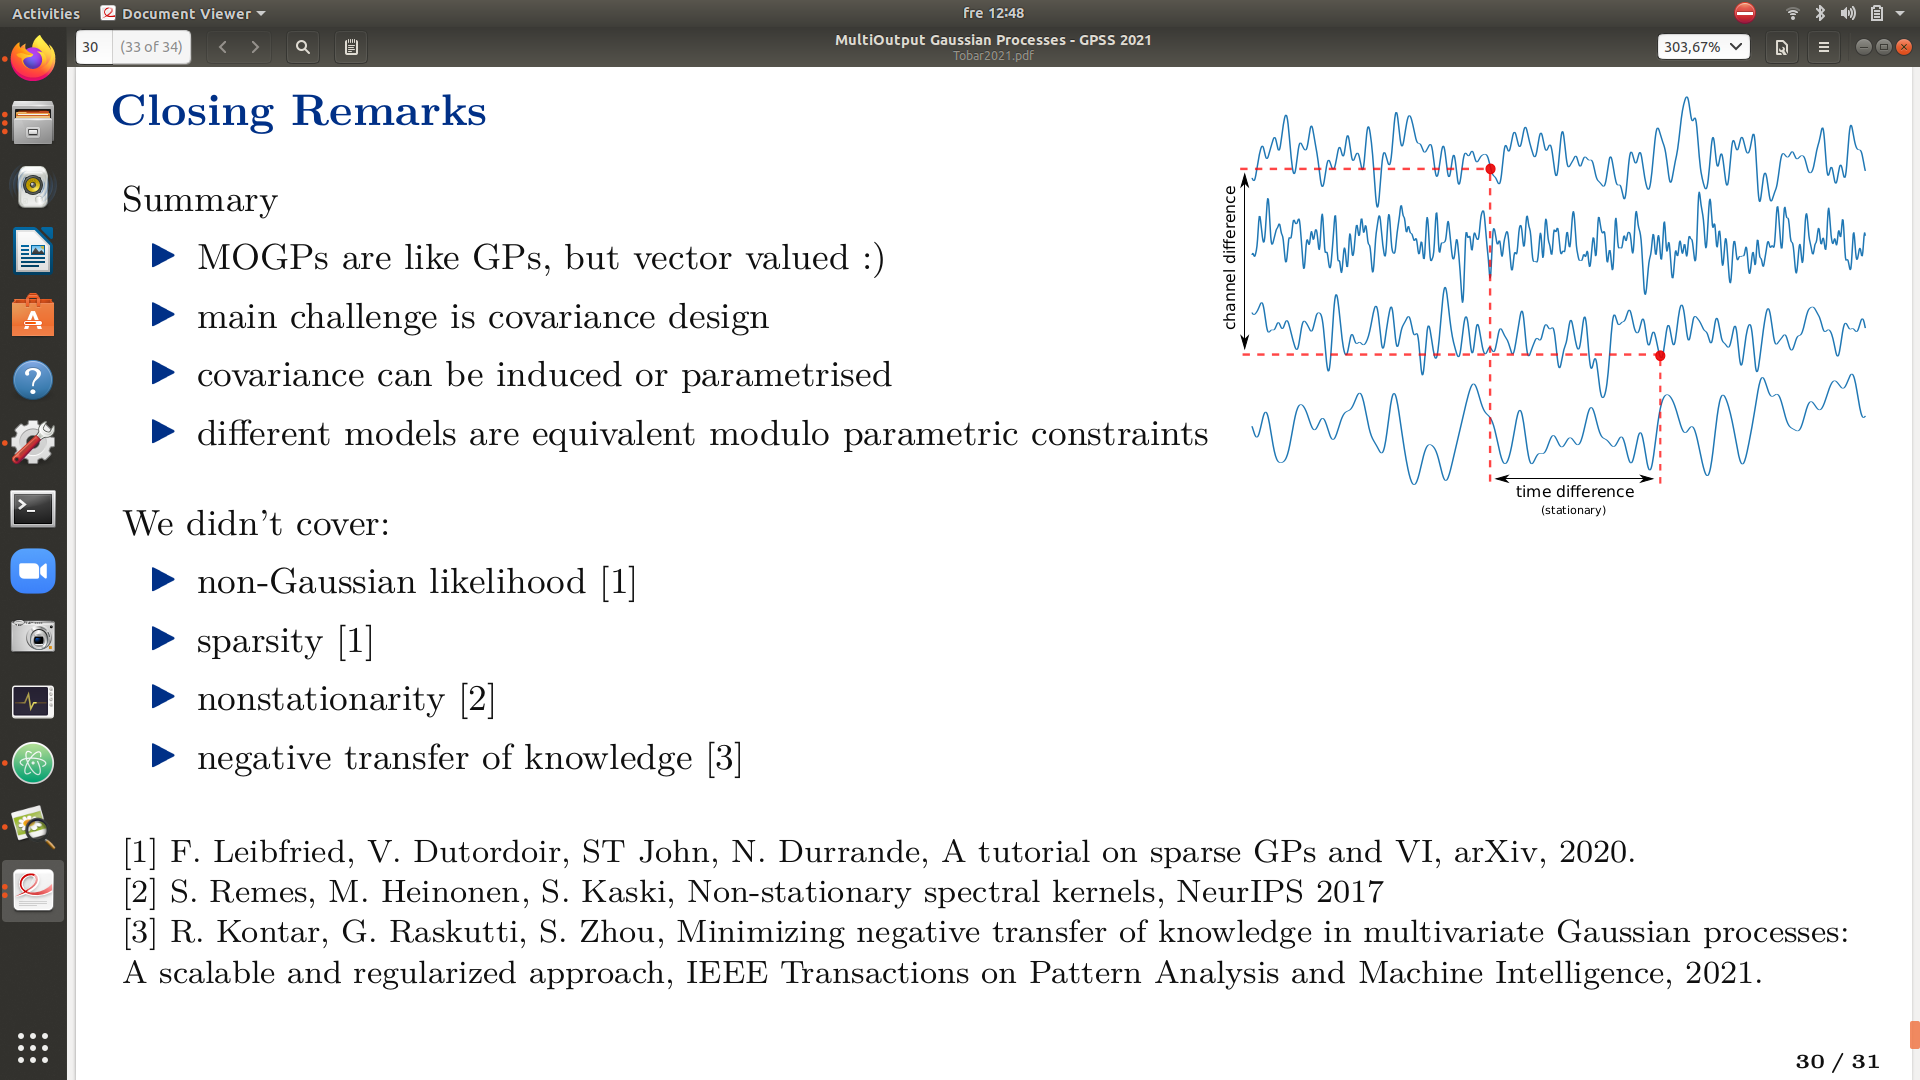 Activities
Document Viewer
fre 12:48
30
(33 of 34)
MultiOutput Gaussian Processes - GPSS 2021
Tobar2021.pdf
303,67%
Closing Remarks
Summary
MOGPs are like GPs, but vector valued :)
main challenge is covariance design
covariance can be induced or parametrised
different models are equivalent modulo parametric constraints
channel difference
time difference
(stationary)
We didn't cover:
non-Gaussian likelihood [1]
sparsity [1]
nonstationarity [2]
negative transfer of knowledge [3]
[1] F. Leibfried, V. Dutordoir, ST John, N. Durrande, A tutorial on sparse GPs and VI, arXiv, 2020.
[2] S. Remes, M. Heinonen, S. Kaski, Non-stationary spectral kernels, NeurIPS 2017
[3] R. Kontar, G. Raskutti, S. Zhou, Minimizing negative transfer of knowledge in multivariate Gaussian processes:
A scalable and regularized approach, IEEE Transactions on Pattern Analysis and Machine Intelligence, 2021.
30 / 31